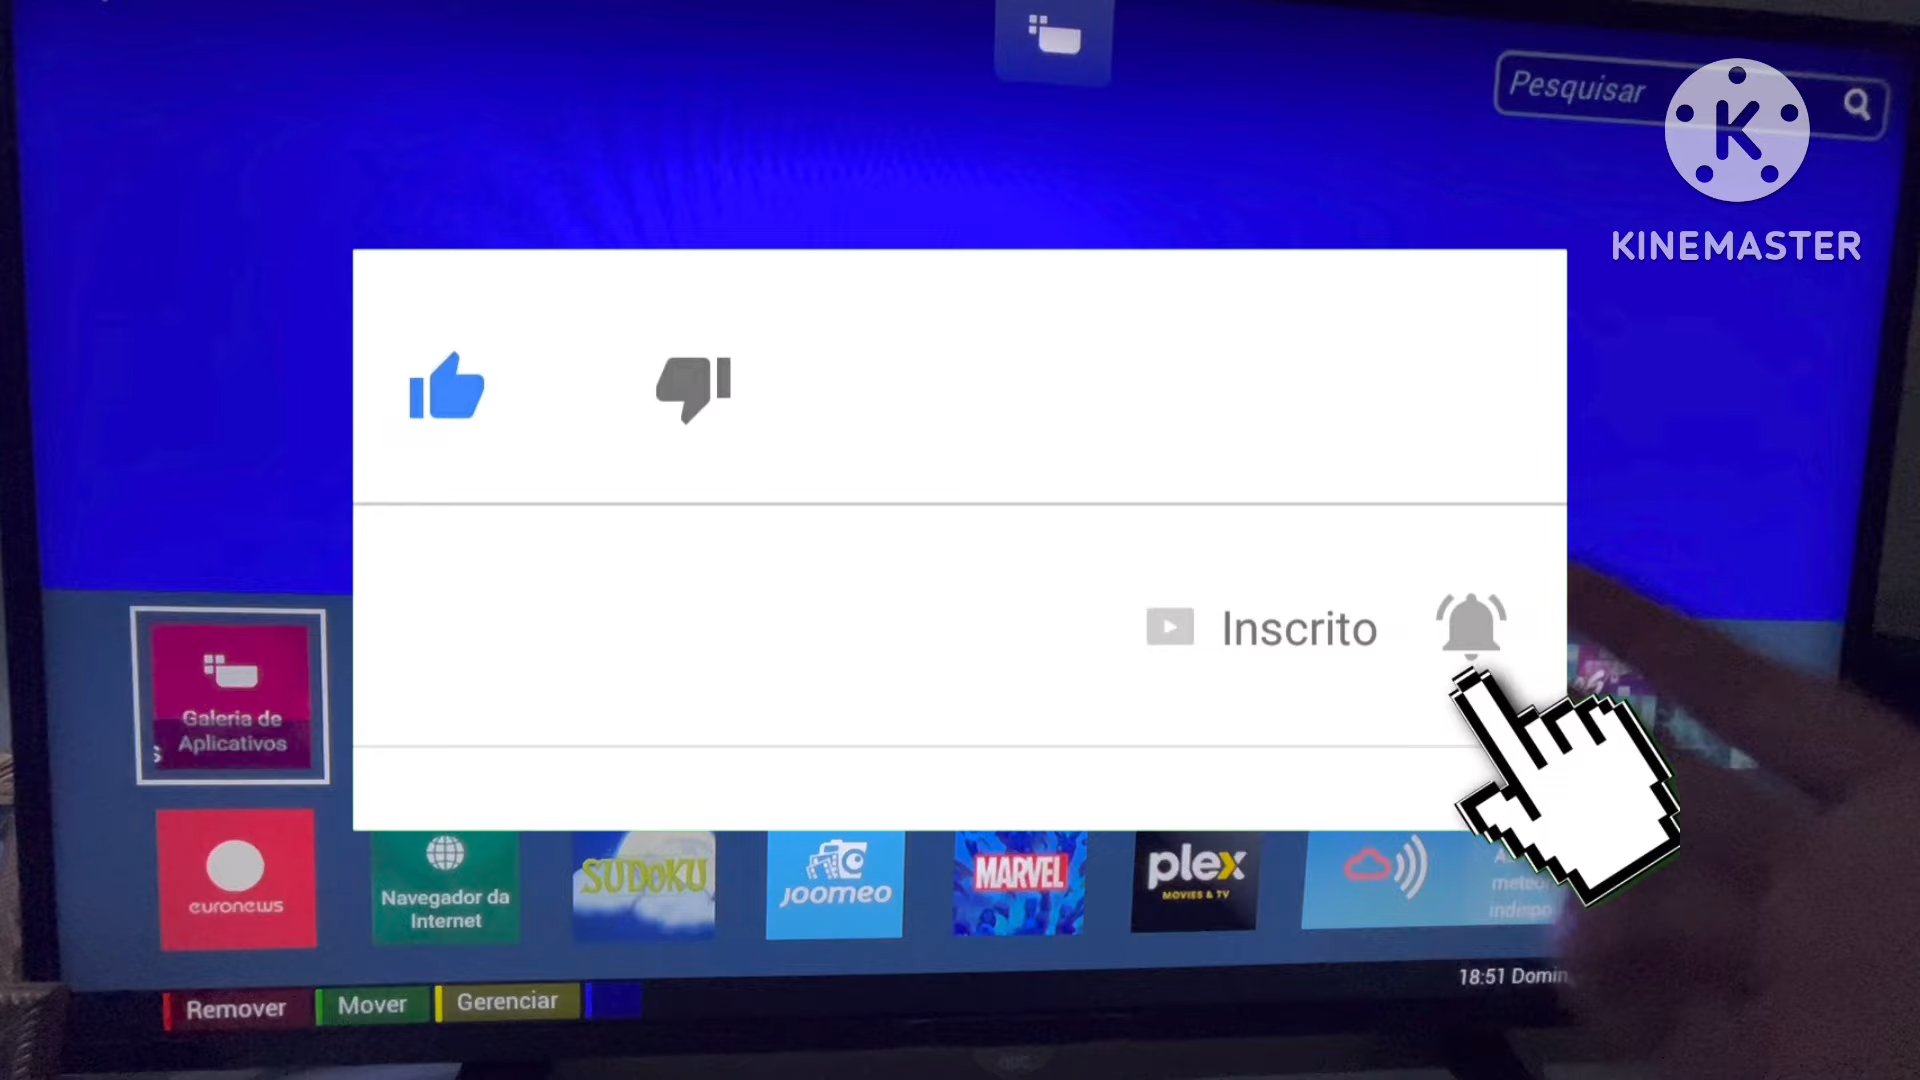 Pesquisar
K
KINEMASTER
Inscrito
Galeria de
Aplicativos
s
euronews
Navegador da
Internet
SUDOKU
joomeo
MARVEL
plex
MOVIES & TV
18:51 Domin
Remover
Mover
Gerenciar